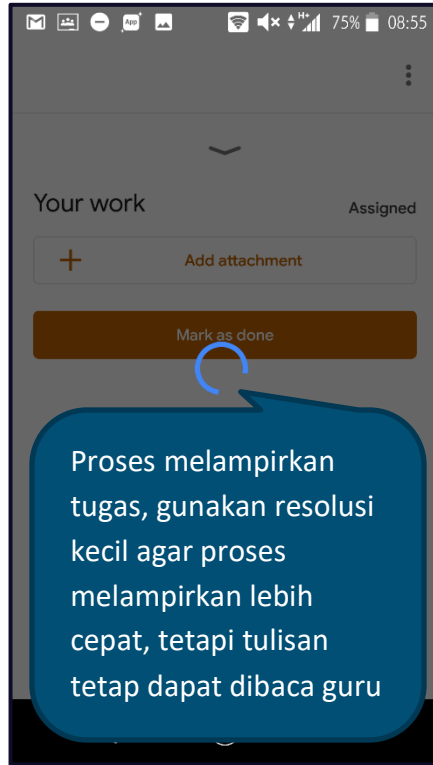 App H+ 75% 08:55
Your work Assigned
Add attachment
Mark as done
Proses melampirkan
tugas, gunakan resolusi
kecil agar proses
melampirkan lebih
cepat, tetapi tulisan
tetap dapat dibaca guru